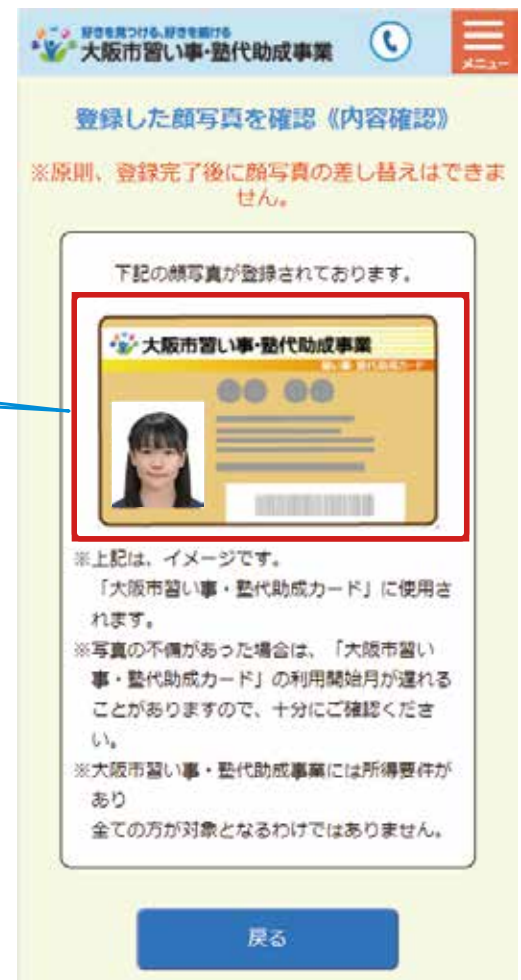 好きを見つける、好きを続ける
大阪市習い事・塾代助成事業
メニュー
登録した顔写真を確認《内容確認》
※原則、登録完了後に顔写真の差し替えはできま
せん。
下記の顔写真が登録されております。
大阪市習い事・塾代助成事業
習い事・塾代助成カード
※上記は、イメージです。
「大阪市習い事・塾代助成カード」に使用さ
れます。
※写真の不備があった場合は、「大阪市習い
事・塾代助成カード」の利用開始月が遅れる
ことがありますので、十分にご確認くださ
い。
※大阪市習い事・塾代助成事業には所得要件が
あり
全ての方が対象となるわけではありません。
戻る